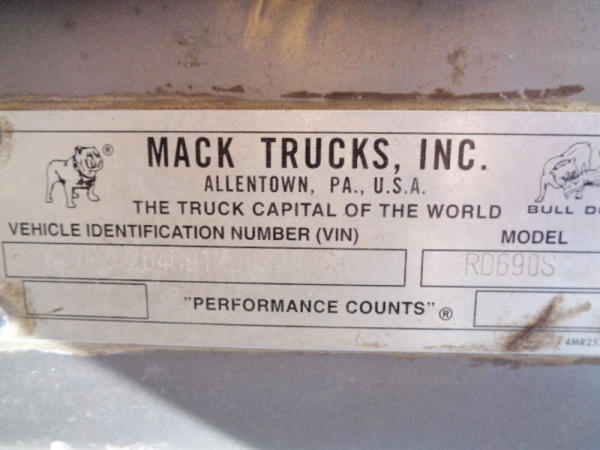 MACK TRUCKS, INC.
ALLENTOWN, PA., U.S.A.
THE TRUCK CAPITAL OF THE WORLD
BULL
VEHICLE IDENTIFICATION NUMBER (VIN)
MODEL
RD690S
"PERFORMANCE COUNTS"®